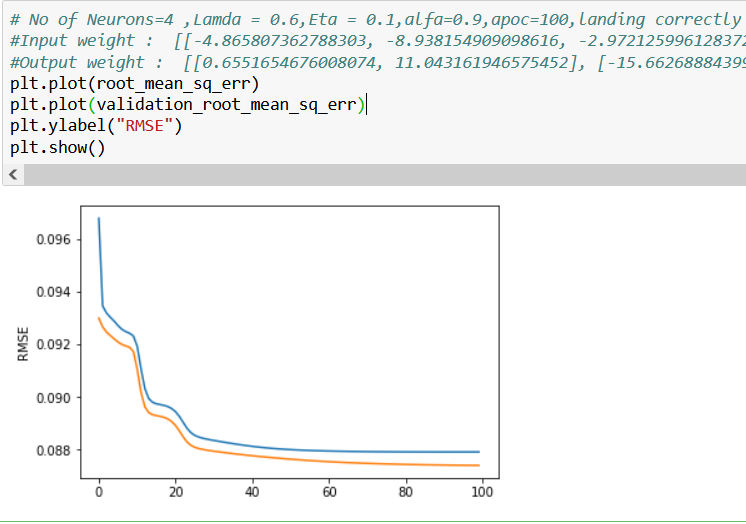 # No of Neurons=4 ,Lamda = 0.6,Eta = 0.1,alfa=0.9,apoc=100,landing correctly
#Input weight :  [[-4.865807362788303, -8.938154909098616, -2.972125996128372
#Output weight :  [[0.6551654676008074, 11.043161946575452], [-15.66268884399
plt.plot(root_mean_sq_err)
plt.plot(validation_root_mean_sq_err)
plt.ylabel("RMSE")
plt.show()
0.096
0.094
0.092
0.090
0.088
RMSE
0 20 40 60 80 100